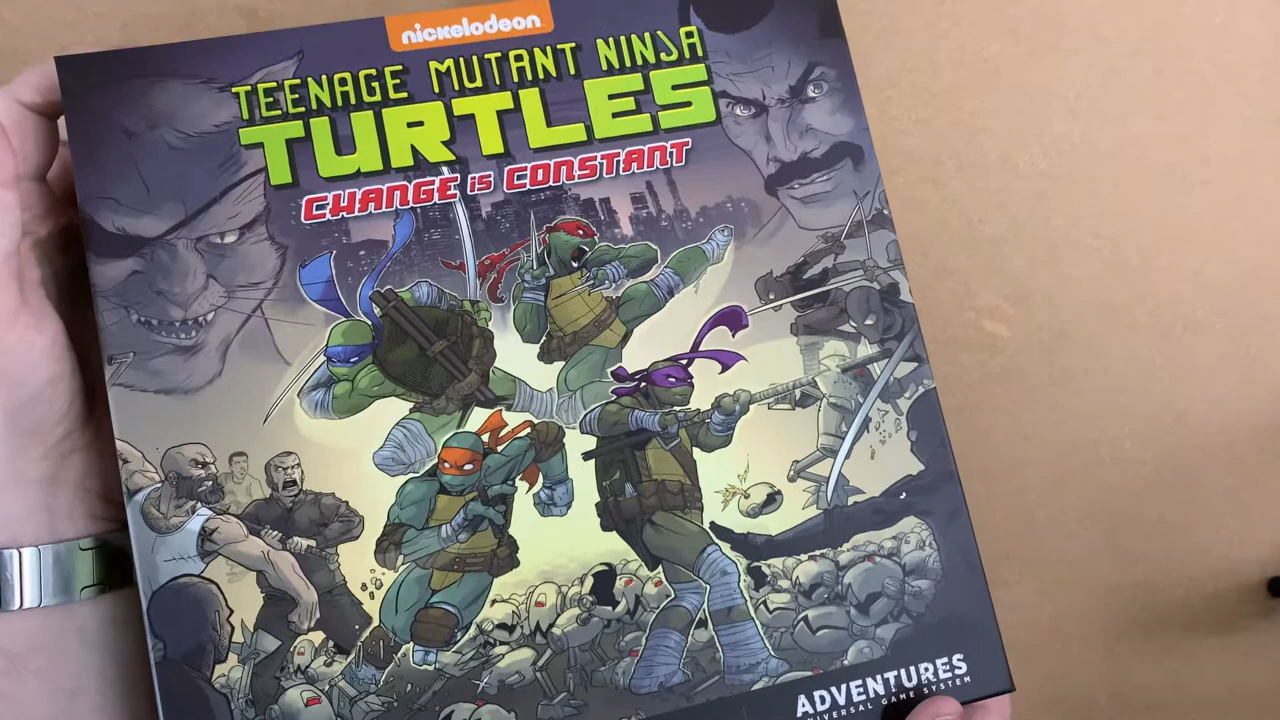 nickelodeon
TEENAGE MUTANT NINJA
TURTLES
CHANGE IS CONSTANT
ADVENTURES
UNIVERSAL GAME SYSTEM